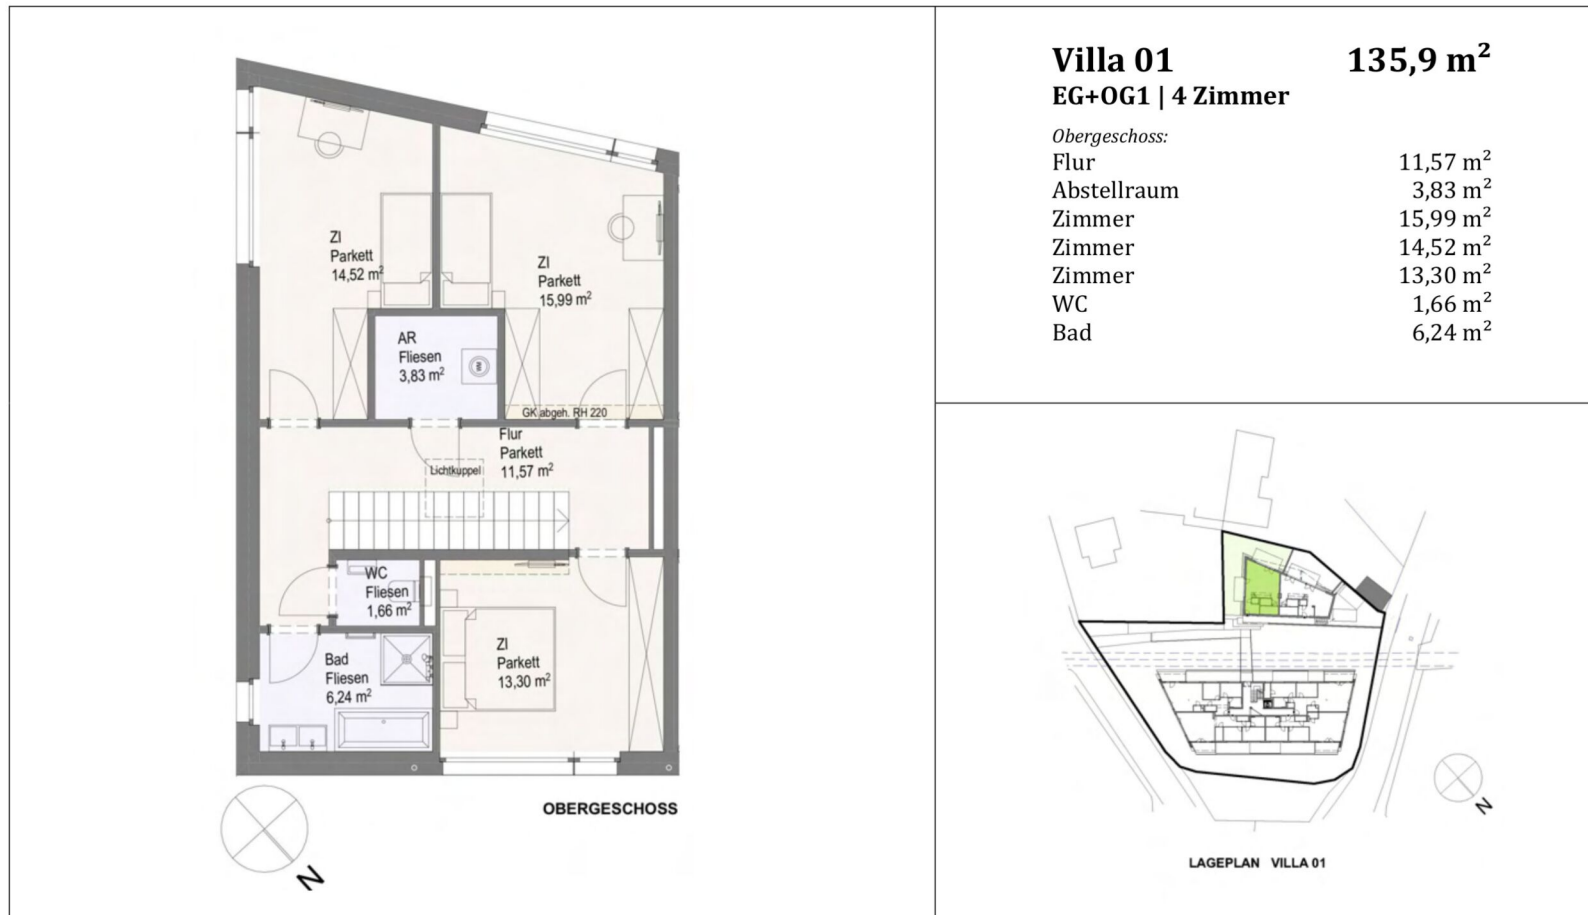 ZI
Parkett
14,52 m²
ZI
Parkett
15,99 m²
AR
Fliesen
3,83 m²
GK abgeh. RH 220
Flur
Parkett
11,57 m²
Lichtkuppel
WC
Fliesen
1,66 m²
ZI
Parkett
13,30 m²
Bad
Fliesen
6,24 m²
OBERGESCHOSS
N
Villa 01 135,9 m²
EG+OG1 | 4 Zimmer
Obergeschoss:
Flur 11,57 m²
Abstellraum 3,83 m²
Zimmer 15,99 m²
Zimmer 14,52 m²
Zimmer 13,30 m²
WC 1,66 m²
Bad 6,24 m²
N
LAGEPLAN VILLA 01